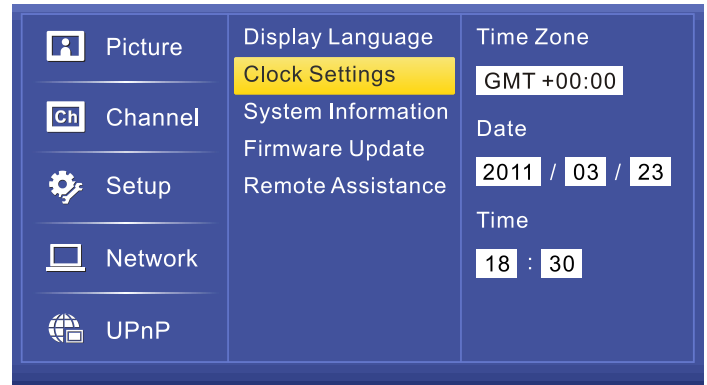 Picture
Ch Channel
Setup
Network
UPnP
Display Language
Clock Settings
System Information
Firmware Update
Remote Assistance
Time Zone
GMT +00:00
Date
2011 / 03 / 23
Time
18 : 30